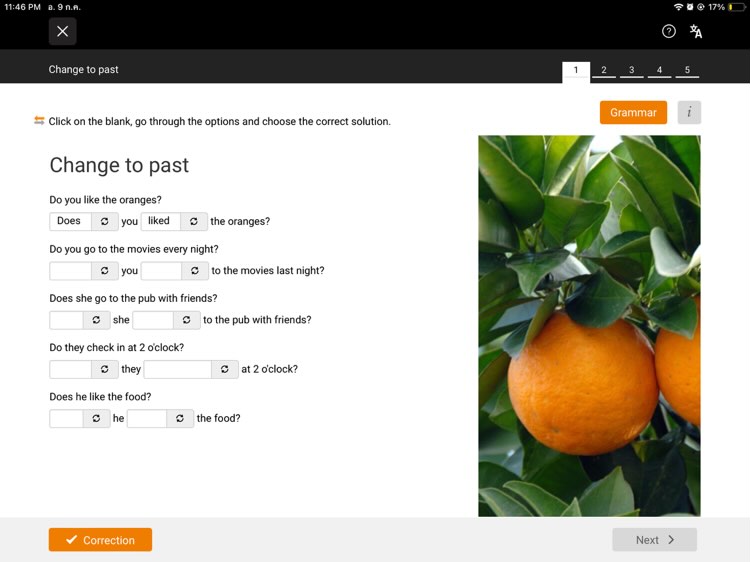 11:46 PM อ. 9 ก.ค. 17%
?
Change to past 1 2 3 4 5
Click on the blank, go through the options and choose the correct solution.
Grammar i
Change to past
Do you like the oranges?
Does you liked the oranges?
Do you go to the movies every night?
you to the movies last night?
Does she go to the pub with friends?
she to the pub with friends?
Do they check in at 2 o'clock?
they at 2 o'clock?
Does he like the food?
he the food?
Correction Next